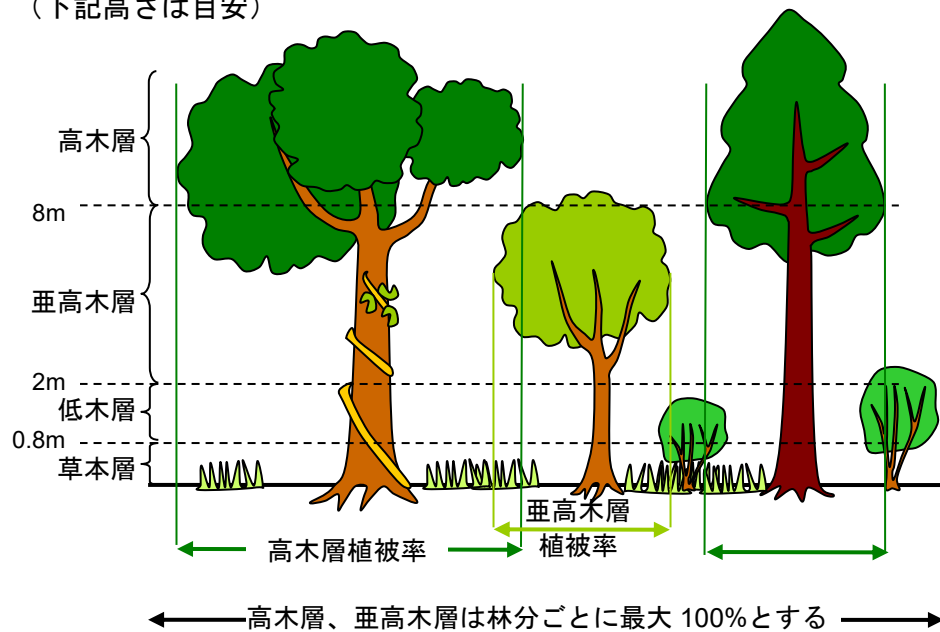 （下記高さは目安）
高木層
8m
亜高木層
2m
低木層
0.8m
草本層
亜高木層
植被率
高木層植被率
高木層、亜高木層は林分ごとに最大 100%とする